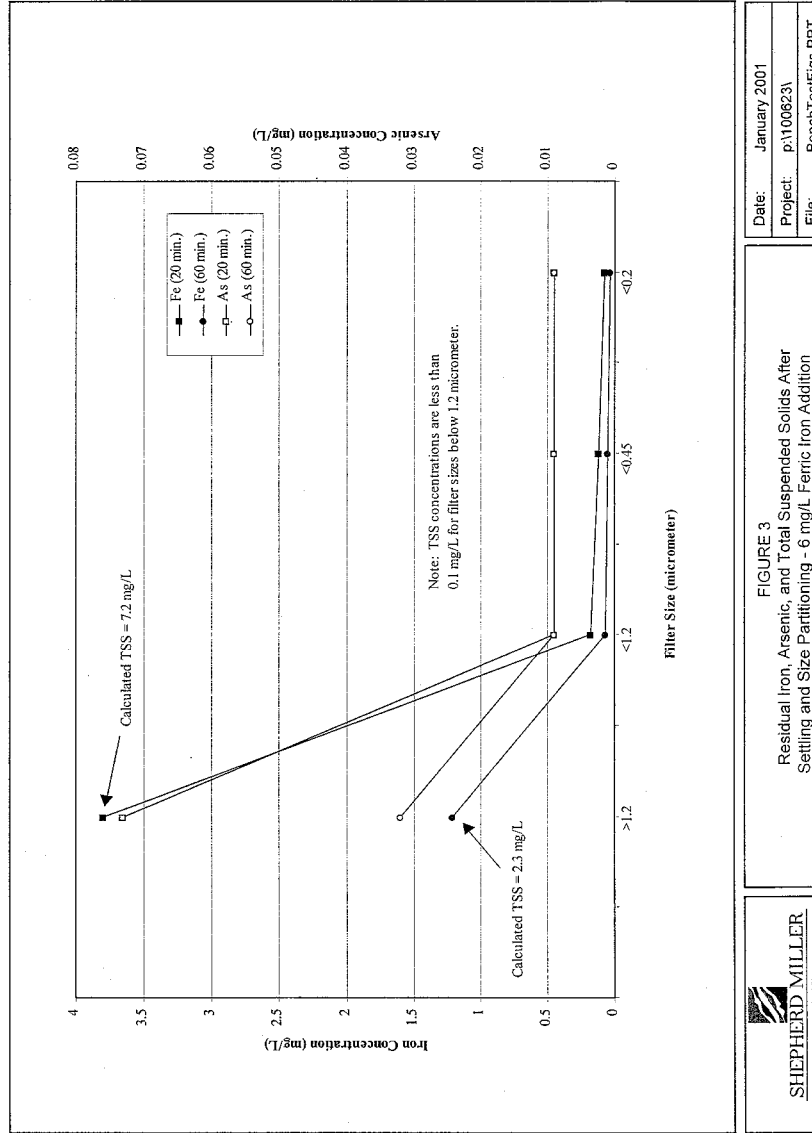 Iron Concentration (mg/L)
4
3.5
3
2.5
2
1.5
1
0.5
0
Arsenic Concentration (mg/L)
0.08
0.07
0.06
0.05
0.04
0.03
0.02
0.01
0
Calculated TSS = 7.2 mg/L
Calculated TSS = 2.3 mg/L
Fe (20 min.)
Fe (60 min.)
As (20 min.)
As (60 min.)
Note: TSS concentrations are less than
0.1 mg/L for filter sizes below 1.2 micrometer.
>1.2
<1.2
<0.45
<0.2
Filter Size (micrometer)
SHEPHERD MILLER
FIGURE 3
Residual Iron, Arsenic, and Total Suspended Solids After
Settling and Size Partitioning - 6 mg/L Ferric Iron Addition
Date: January 2001
Project: p:\100623\
File: BenchTestFigs.PPT